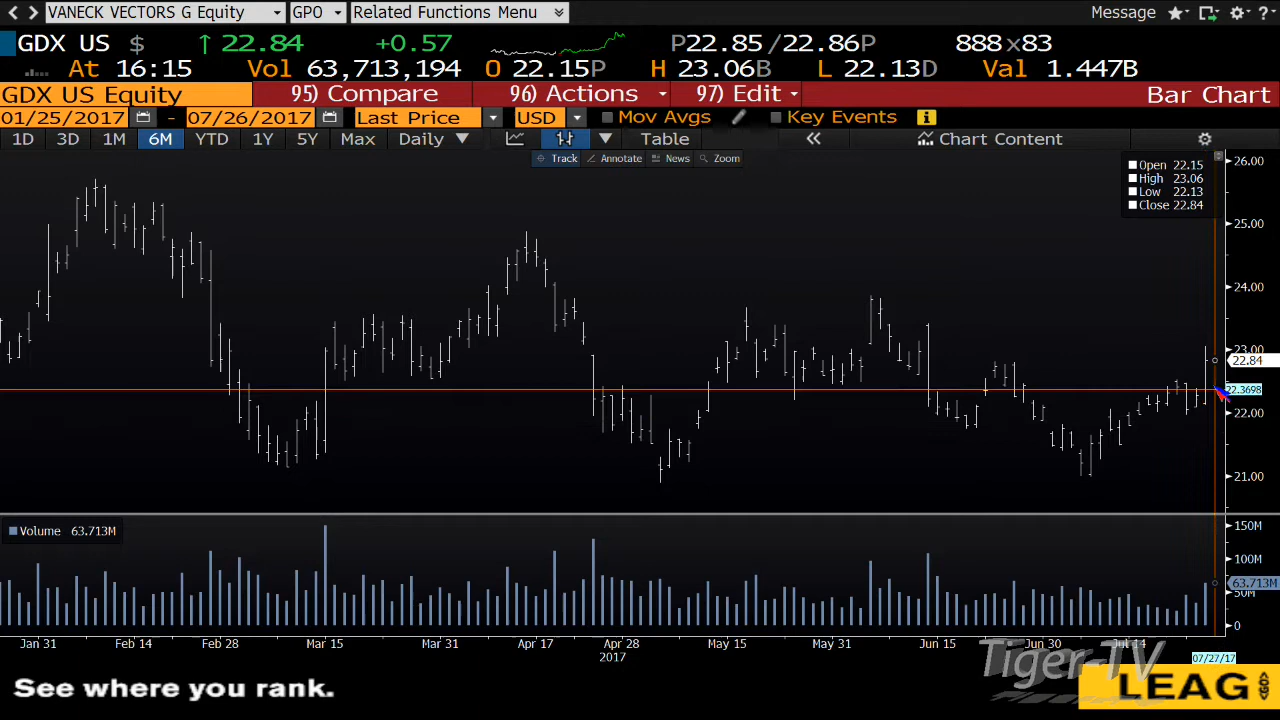 VANECK VECTORS G Equity GPO Related Functions Menu Message ?
GDX US $ ↑ 22.84 +0.57 P22.85 /22.86P 888 x83
At 16:15 Vol 63,713,194 O 22.15P H 23.06B L 22.13D Val 1.447B
GDX US Equity 95) Compare 96) Actions 97) Edit Bar Chart
01/25/2017 - 07/26/2017 Last Price USD Mov Avgs Key Events i
1D 3D 1M 6M YTD 1Y 5Y Max Daily ▼ Table « Chart Content
Track Annotate News Zoom
Open 22.15
High 23.06
Low 22.13
Close 22.84
26.00
25.00
24.00
23.00
22.84
22.3698
22.00
21.00
Volume 63.713M
150M
100M
63.713M
50M
0
Jan 31 Feb 14 Feb 28 Mar 15 Mar 31 Apr 17 Apr 28 May 15 May 31 Jun 15 Jun 30 Jul 14
2017
07/27/17
Tiger-TV
See where you rank.
LEAG